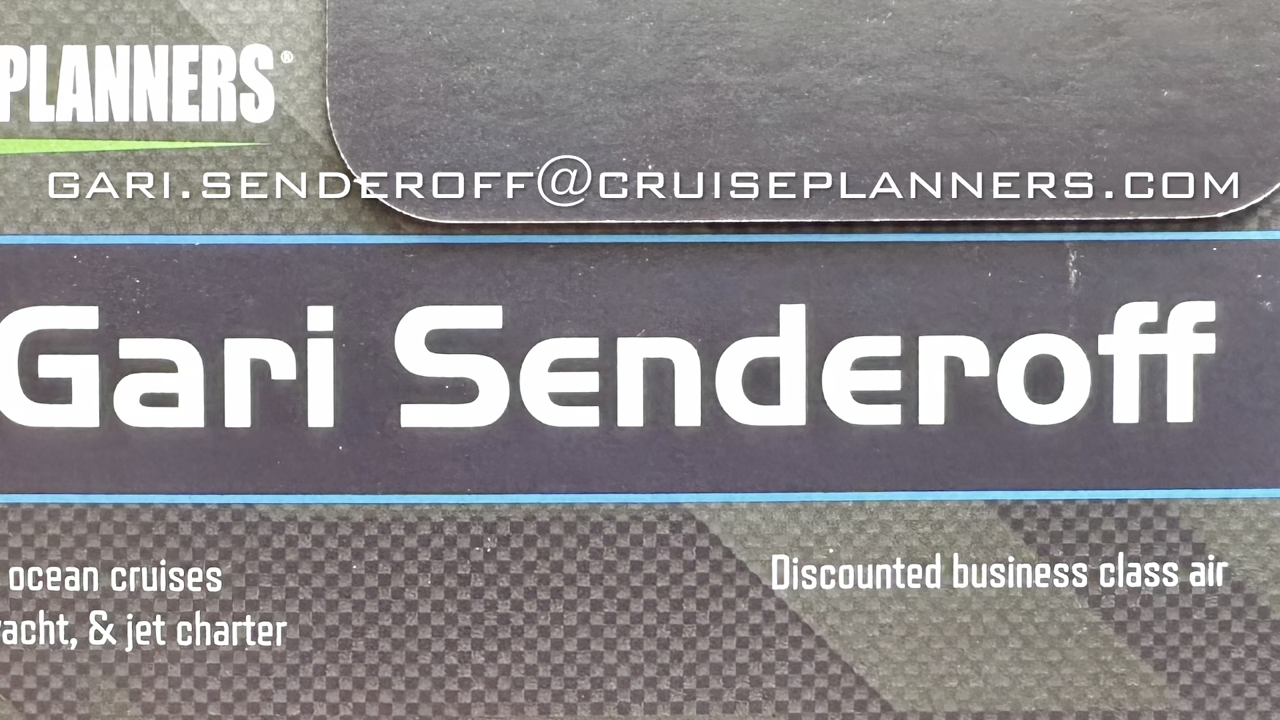 PLANNERS®
GARI.SENDEROFF@CRUISEPLANNERS.COM
Gari Senderoff
ocean cruises
Discounted business class air
yacht, & jet charter